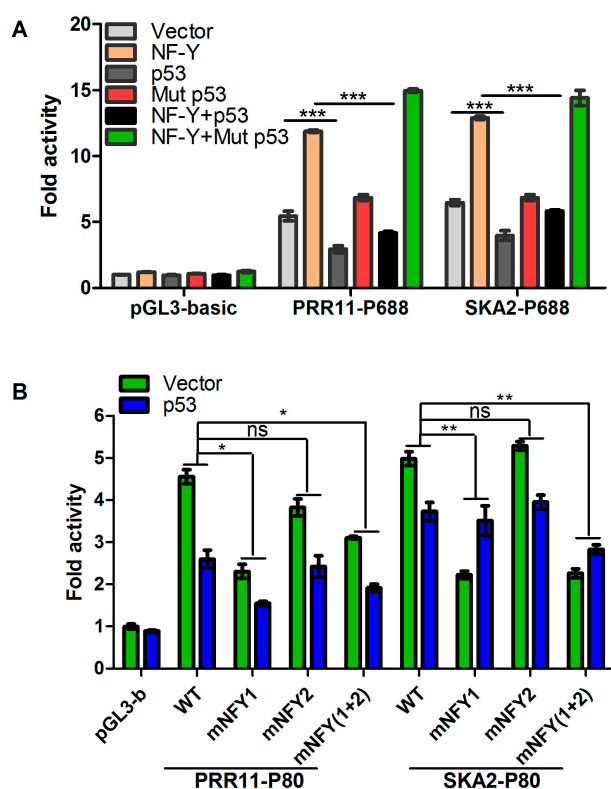 A
Fold activity
20
15
10
5
0
Vector
NF-Y
p53
Mut p53
NF-Y+p53
NF-Y+Mut p53
***
***
***
***
pGL3-basic
PRR11-P688
SKA2-P688
B
Fold activity
6
5
4
3
2
1
0
Vector
p53
*
ns
*
**
ns
**
pGL3-b
WT
mNFY1
mNFY2
mNFY(1+2)
WT
mNFY1
mNFY2
mNFY(1+2)
PRR11-P80
SKA2-P80